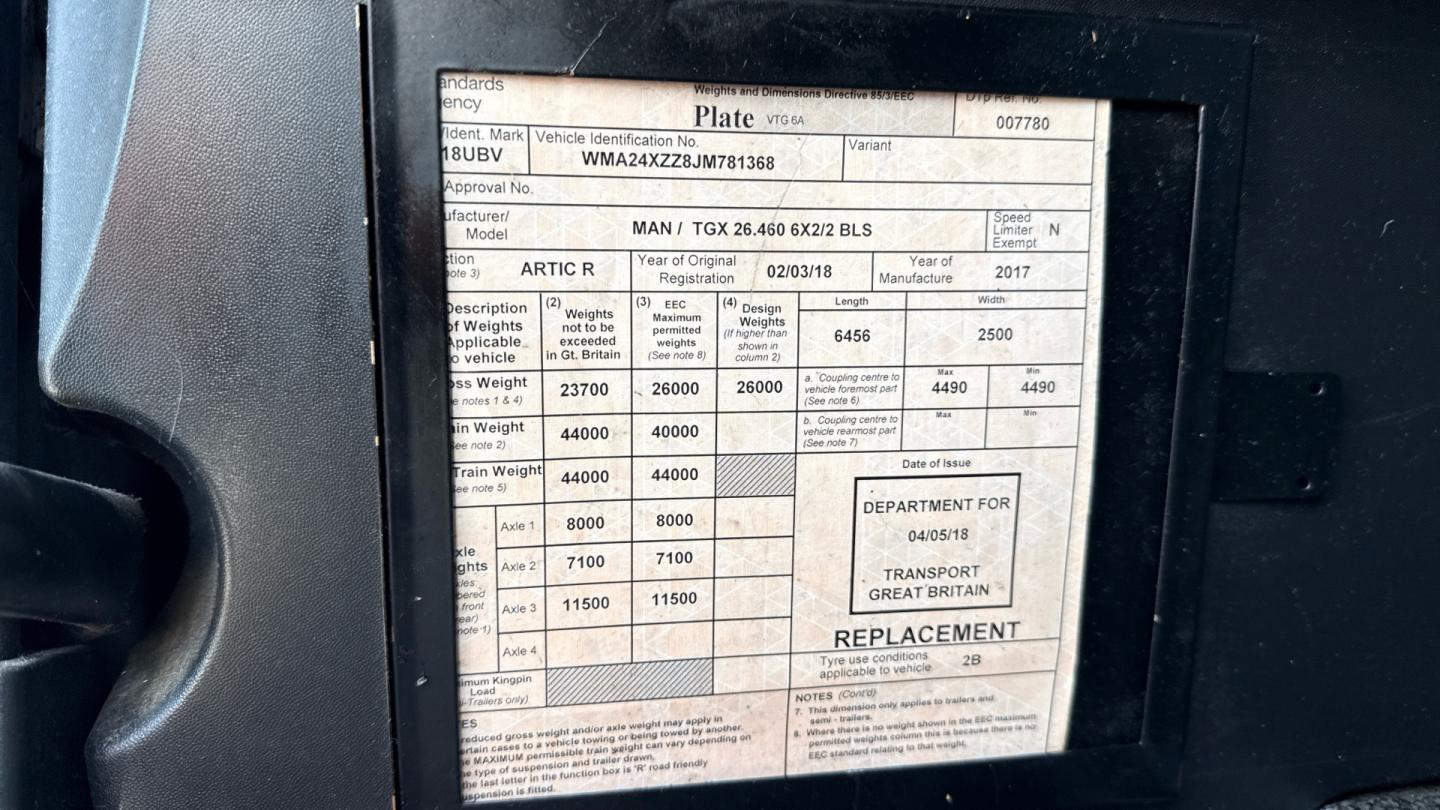 andards
ency
Weights and Dimensions Directive 85/3/EEC
Plate VTG 6A
DTp Ref. No.
007780
/Ident. Mark
18UBV
Vehicle Identification No.
WMA24XZZ8JM781368
Variant
Approval No.
ufacturer/
Model
MAN / TGX 26.460 6X2/2 BLS
Speed
Limiter
Exempt N
ction
note 3)
ARTIC R
Year of Original
Registration
02/03/18
Year of
Manufacture
2017
Description
of Weights
Applicable
o vehicle
(2) Weights
not to be
exceeded
in Gt. Britain
(3) EEC
Maximum
permitted
weights
(See note 8)
(4) Design
Weights
(If higher than
shown in
column 2)
Length
6456
Width
2500
oss Weight
e notes 1 & 4)
23700 26000 26000
a. Coupling centre to
vehicle foremost part
(See note 6)
Max
4490
Min
4490
ain Weight
ee note 2)
44000 40000
b. Coupling centre to
vehicle rearmost part
(See note 7)
Max
Min
Train Weight
ee note 5)
44000 44000
xle
ghts
xles
bered
front
ear)
note 1)
Axle 1 8000 8000
Axle 2 7100 7100
Axle 3 11500 11500
Axle 4
imum Kingpin
Load
i-Trailers only)
Date of Issue
DEPARTMENT FOR
04/05/18
TRANSPORT
GREAT BRITAIN
REPLACEMENT
Tyre use conditions
applicable to vehicle
2B
ES
reduced gross weight and/or axle weight may apply in
ertain cases to a vehicle towing or being towed by another.
e MAXIMUM permissible train weight can vary depending on
he type of suspension and trailer drawn.
the last letter in the function box is 'R' road friendly
uspension is fitted.
NOTES (Cont'd)
7. This dimension only applies to trailers and
semi - trailers.
8. Where there is no weight shown in the EEC maximum
permitted weights column this is because there is no
EEC standard relating to that weight.